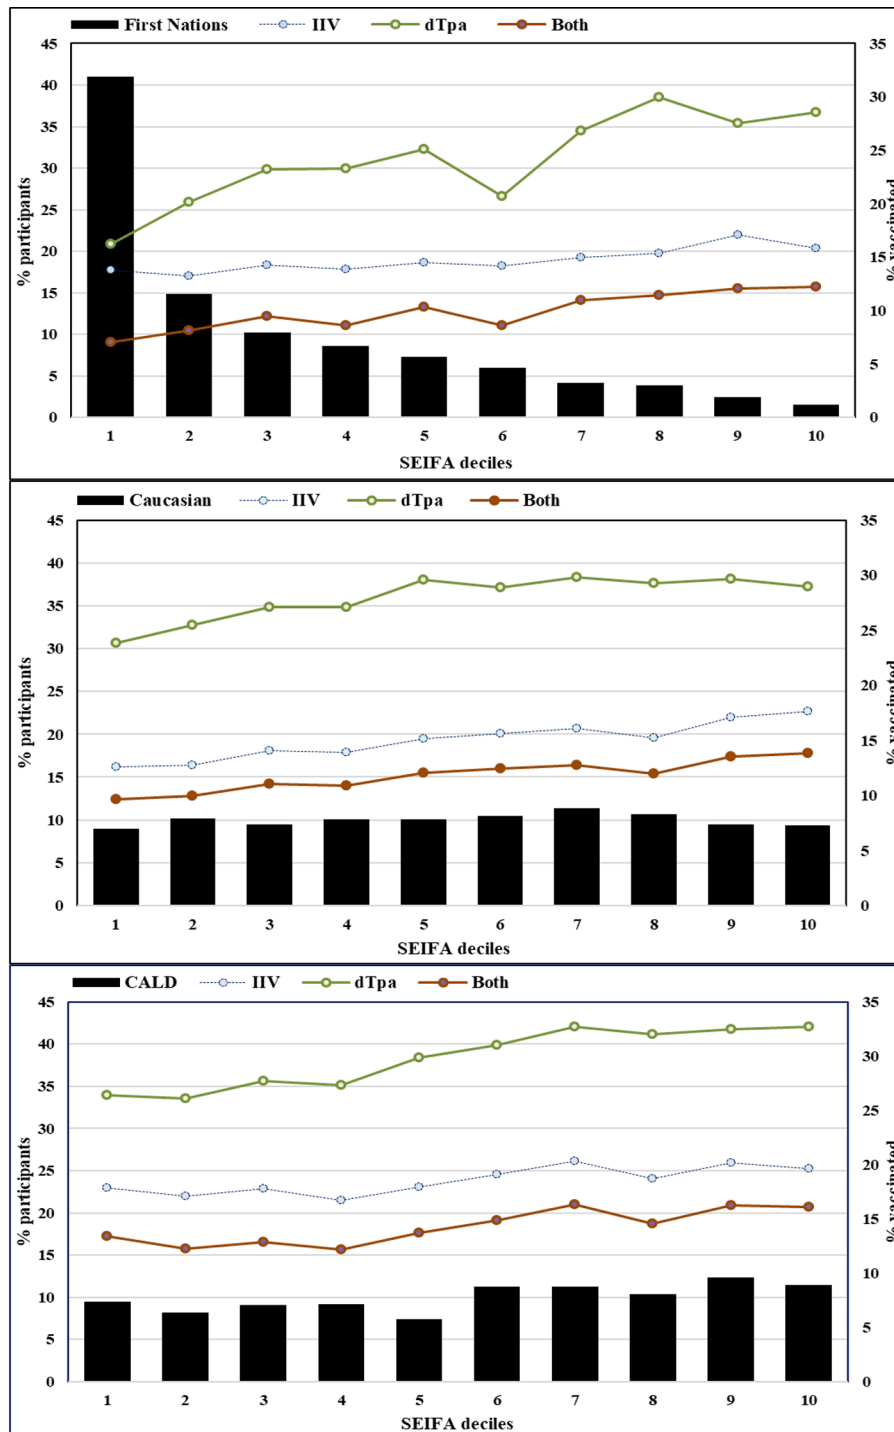 First Nations IIV dTpa Both
45 40 35 30 25 20 15 10 5 0
% participants
35 30 25 20 15 10 5 0
% vaccinated
1 2 3 4 5 6 7 8 9 10
SEIFA deciles
Caucasian IIV dTpa Both
45 40 35 30 25 20 15 10 5 0
% participants
35 30 25 20 15 10 5 0
% vaccinated
1 2 3 4 5 6 7 8 9 10
SEIFA deciles
CALD IIV dTpa Both
45 40 35 30 25 20 15 10 5 0
% participants
35 30 25 20 15 10 5 0
% vaccinated
1 2 3 4 5 6 7 8 9 10
SEIFA deciles